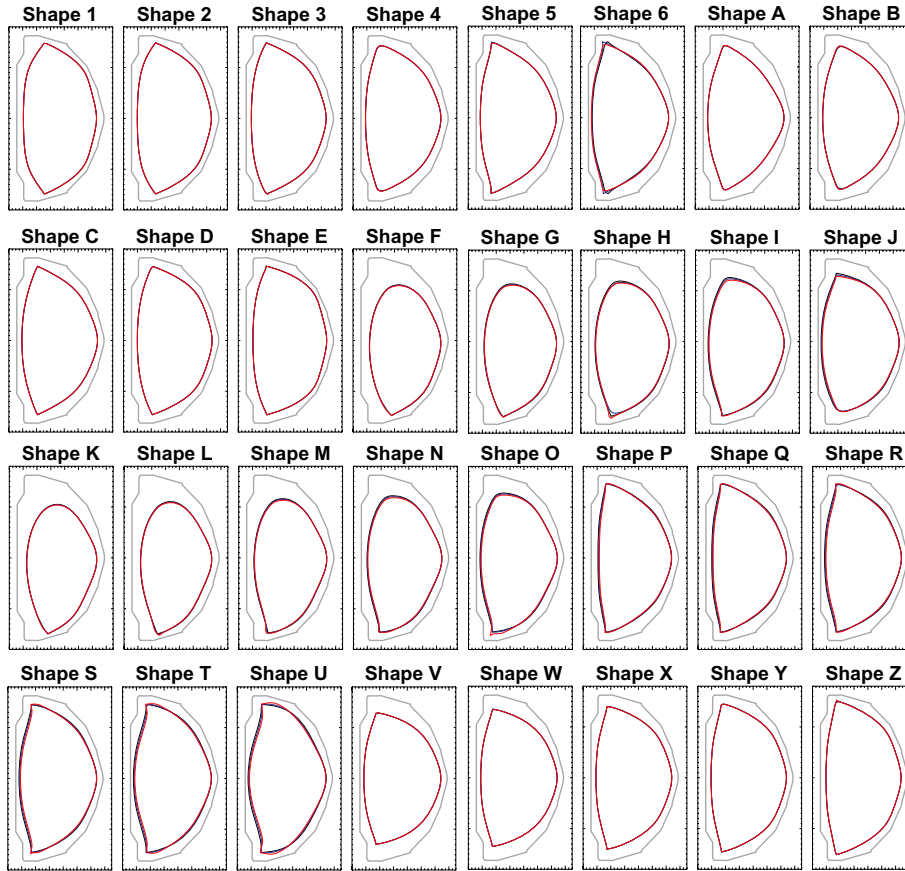 Shape 1 Shape 2 Shape 3 Shape 4 Shape 5 Shape 6 Shape A Shape B
Shape C Shape D Shape E Shape F Shape G Shape H Shape I Shape J
Shape K Shape L Shape M Shape N Shape O Shape P Shape Q Shape R
Shape S Shape T Shape U Shape V Shape W Shape X Shape Y Shape Z